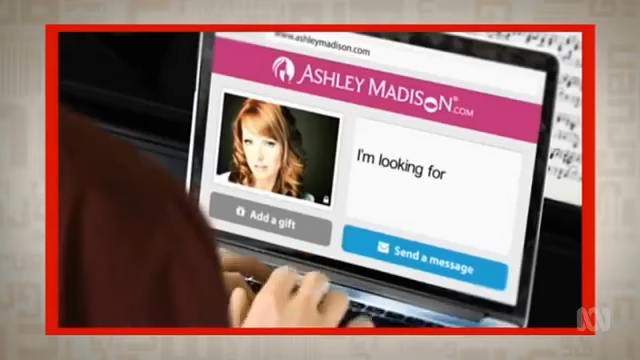 www.ashleymadison.com
ASHLEY MADISON®.COM
I'm looking for
Add a gift
Send a message